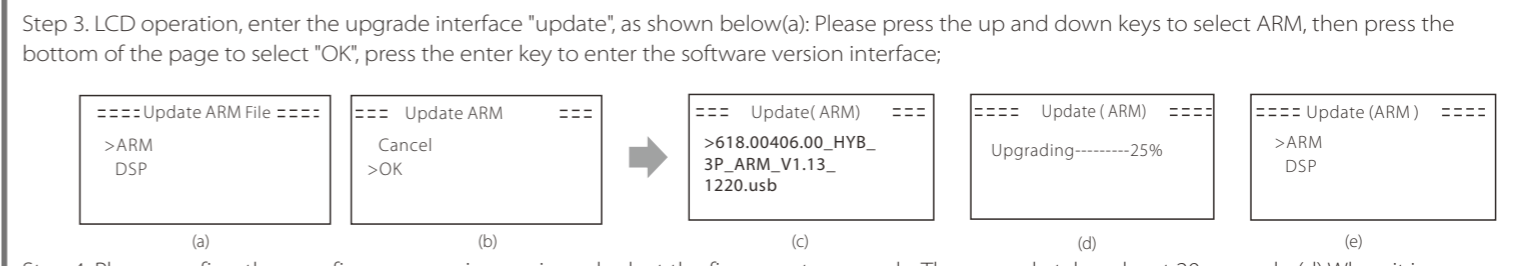 Step 3. LCD operation, enter the upgrade interface "update", as shown below(a): Please press the up and down keys to select ARM, then press the
bottom of the page to select "OK", press the enter key to enter the software version interface;
====Update ARM File ====
>ARM
DSP
(a)
=== Update ARM ===
Cancel
>OK
(b)
=== Update( ARM) ===
>618.00406.00_HYB_
3P_ARM_V1.13_
1220.usb
(c)
==== Update ( ARM) ====
Upgrading---------25%
(d)
==== Update (ARM ) ====
>ARM
DSP
(e)